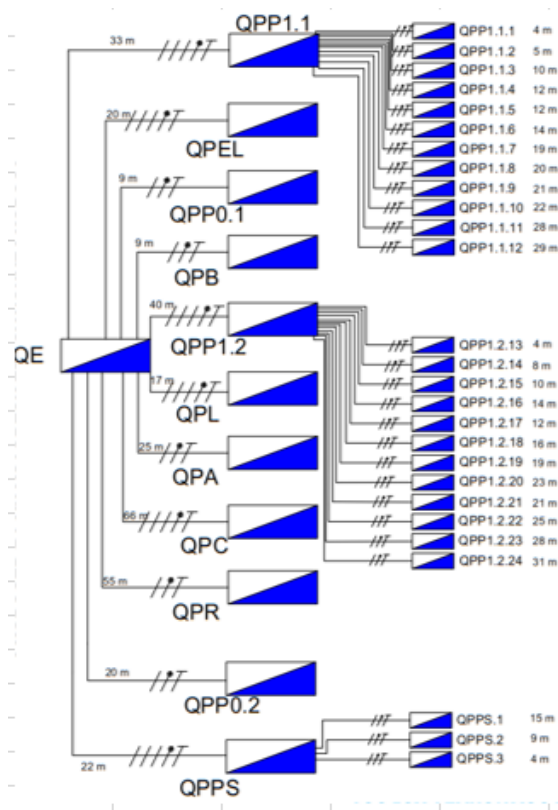 QPP1.1
33 m
QPP1.1.1 4 m
QPP1.1.2 5 m
QPP1.1.3 10 m
QPP1.1.4 12 m
QPP1.1.5 12 m
QPP1.1.6 14 m
QPP1.1.7 19 m
QPP1.1.8 20 m
QPP1.1.9 21 m
QPP1.1.10 22 m
QPP1.1.11 28 m
QPP1.1.12 29 m
20 m
QPEL
9 m
QPP0.1
9 m
QPB
40 m
QPP1.2
QE
QPP1.2.13 4 m
QPP1.2.14 8 m
QPP1.2.15 10 m
QPP1.2.16 14 m
QPP1.2.17 12 m
QPP1.2.18 16 m
QPP1.2.19 19 m
QPP1.2.20 23 m
QPP1.2.21 21 m
QPP1.2.22 25 m
QPP1.2.23 28 m
QPP1.2.24 31 m
17 m
QPL
25 m
QPA
66 m
QPC
55 m
QPR
20 m
QPP0.2
22 m
QPPS
QPPS.1 15 m
QPPS.2 9 m
QPPS.3 4 m